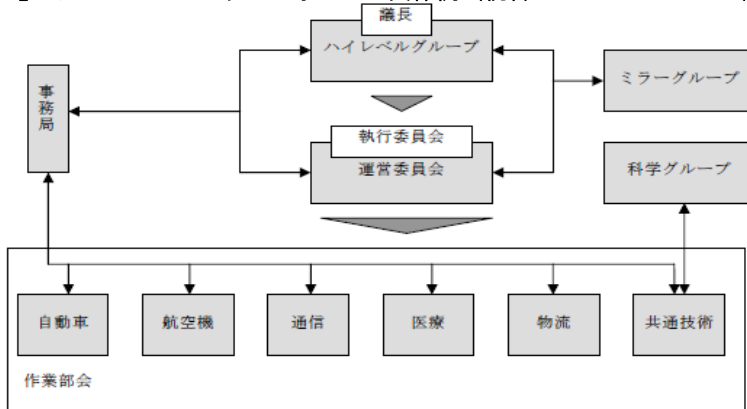 議長
ハイレベルグループ
事務局
ミラーグループ
執行委員会
運営委員会
科学グループ
自動車
航空機
通信
医療
物流
共通技術
作業部会